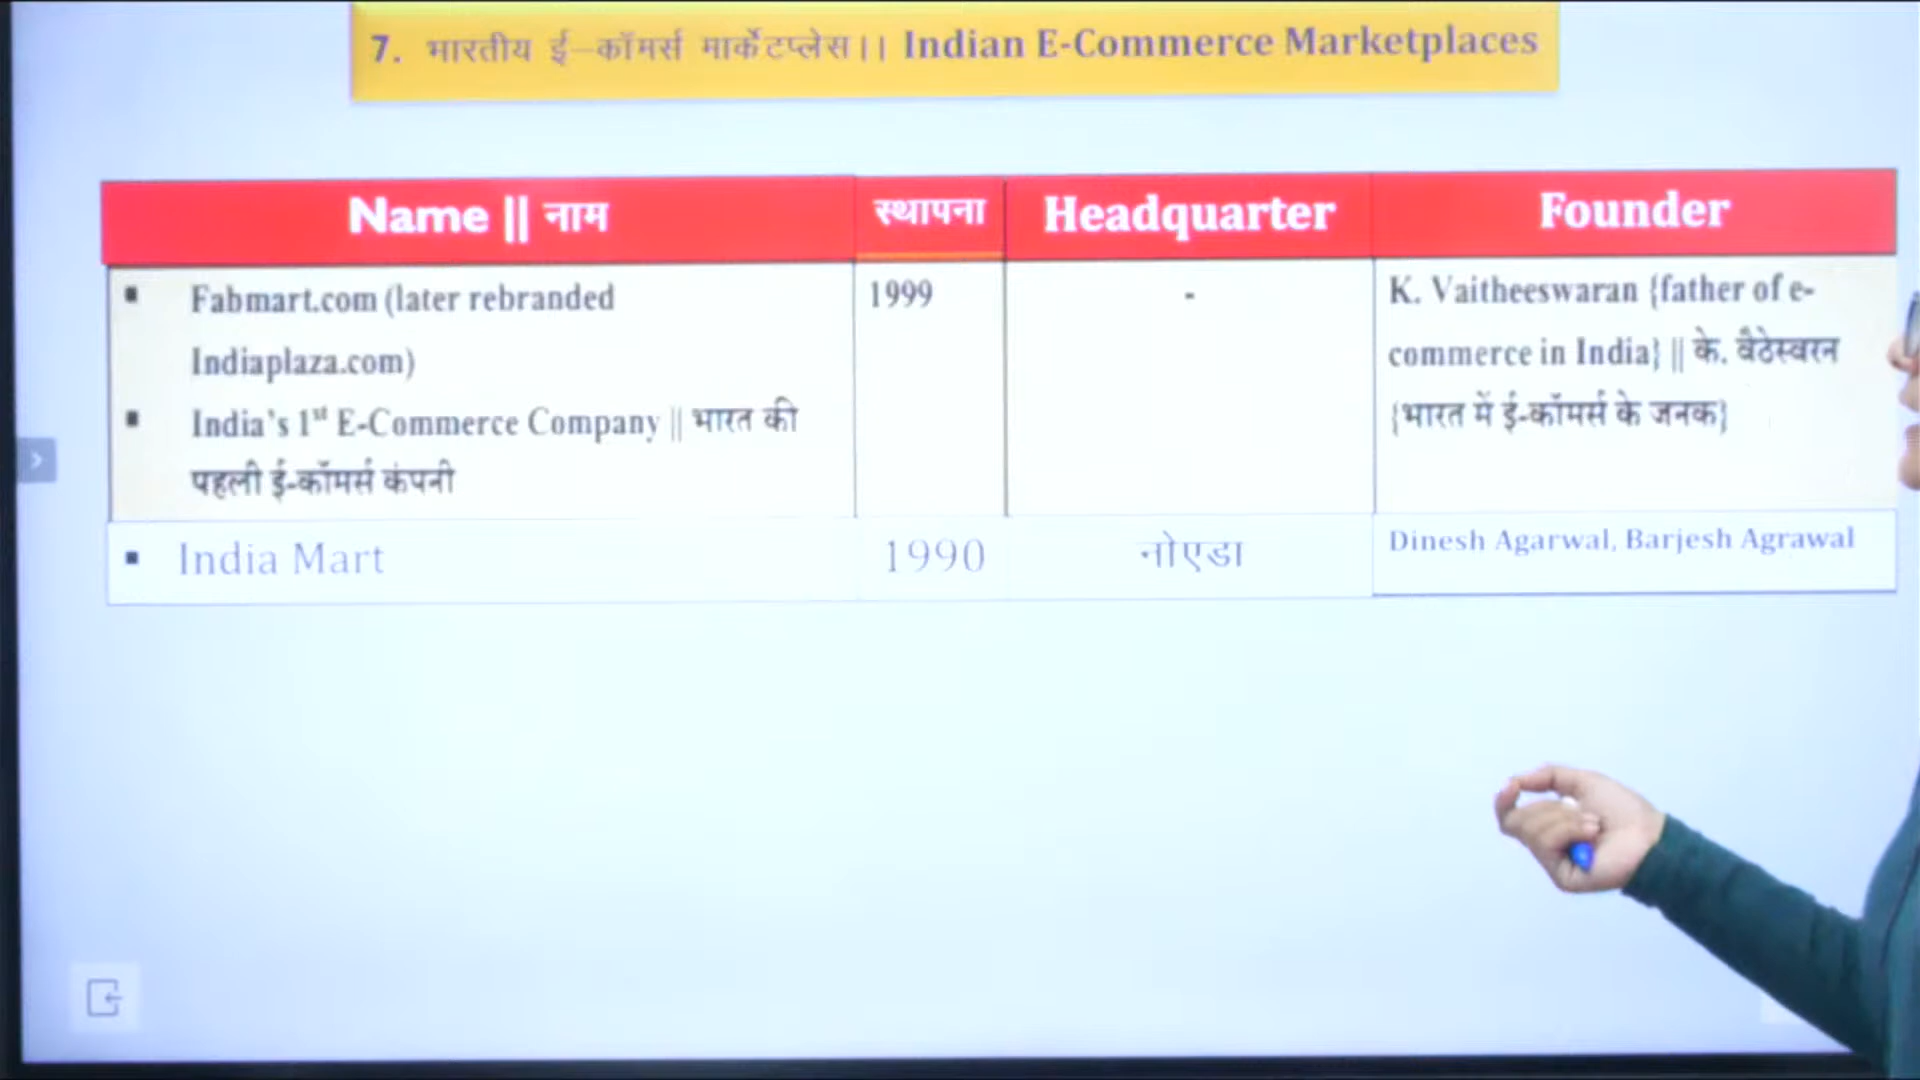 7. भारतीय ई–कॉमर्स मार्केटप्लेस।। Indian E-Commerce Marketplaces
Name || नाम
स्थापना
Headquarter
Founder
▪ Fabmart.com (later rebranded
Indiaplaza.com)
▪ India's 1st E-Commerce Company || भारत की
पहली ई-कॉमर्स कंपनी
1999
-
K. Vaitheeswaran {father of e-
commerce in India} || के. वैठेस्वरन
{भारत में ई-कॉमर्स के जनक}
▪ India Mart
1990
नोएडा
Dinesh Agarwal, Barjesh Agrawal